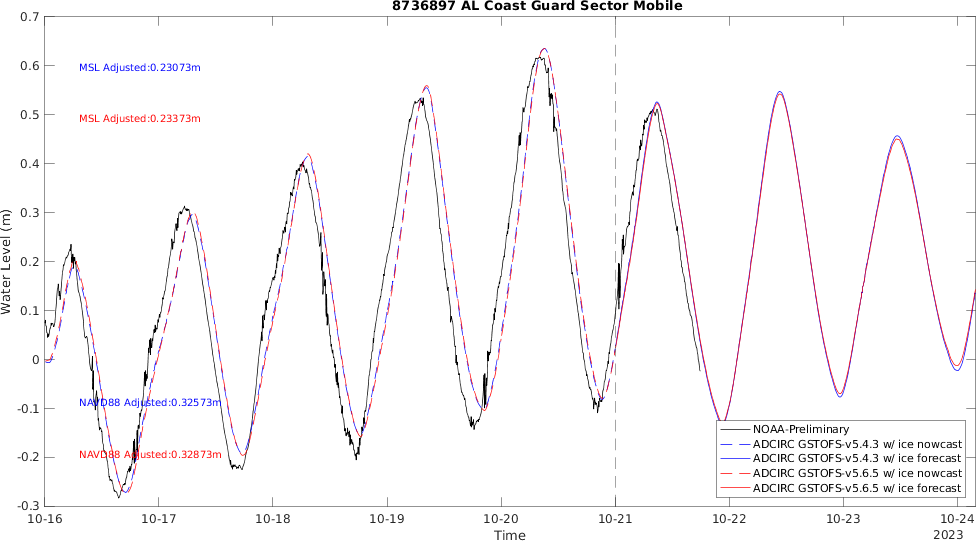 8736897 AL Coast Guard Sector Mobile
0.7
0.6
0.5
0.4
0.3
0.2
0.1
0
-0.1
-0.2
-0.3
Water Level (m)
MSL Adjusted:0.23073m
MSL Adjusted:0.23373m
NAVD88 Adjusted:0.32573m
NAVD88 Adjusted:0.32873m
NOAA-Preliminary
ADCIRC GSTOFS-v5.4.3 w/ ice nowcast
ADCIRC GSTOFS-v5.4.3 w/ ice forecast
ADCIRC GSTOFS-v5.6.5 w/ ice nowcast
ADCIRC GSTOFS-v5.6.5 w/ ice forecast
10-16 10-17 10-18 10-19 10-20 10-21 10-22 10-23 10-24
Time
2023